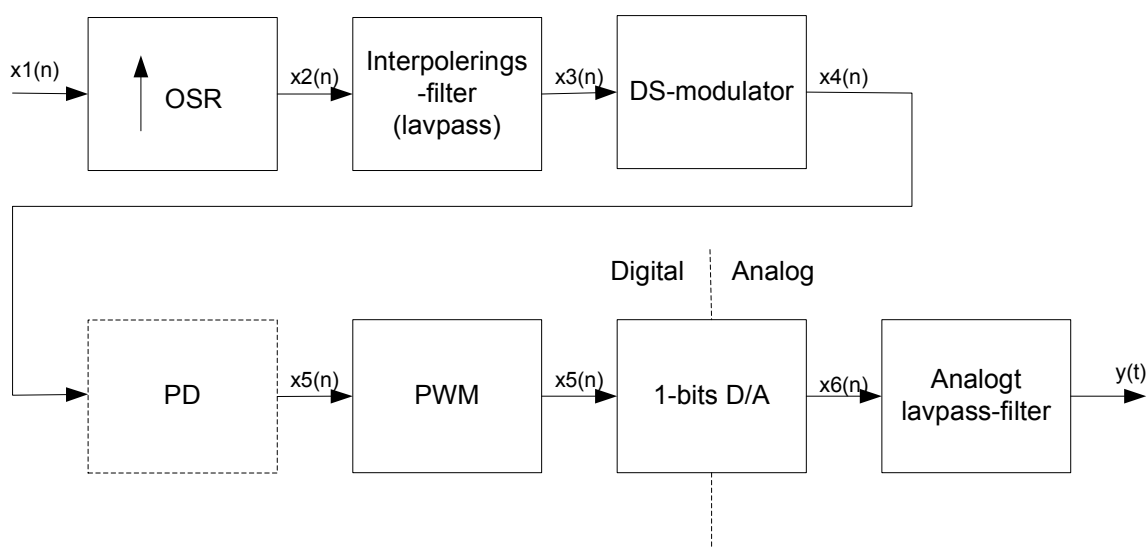 x1(n)
OSR
x2(n)
Interpolerings
-filter
(lavpass)
x3(n)
DS-modulator
x4(n)
Digital
Analog
PD
x5(n)
PWM
x5(n)
1-bits D/A
x6(n)
Analogt
lavpass-filter
y(t)